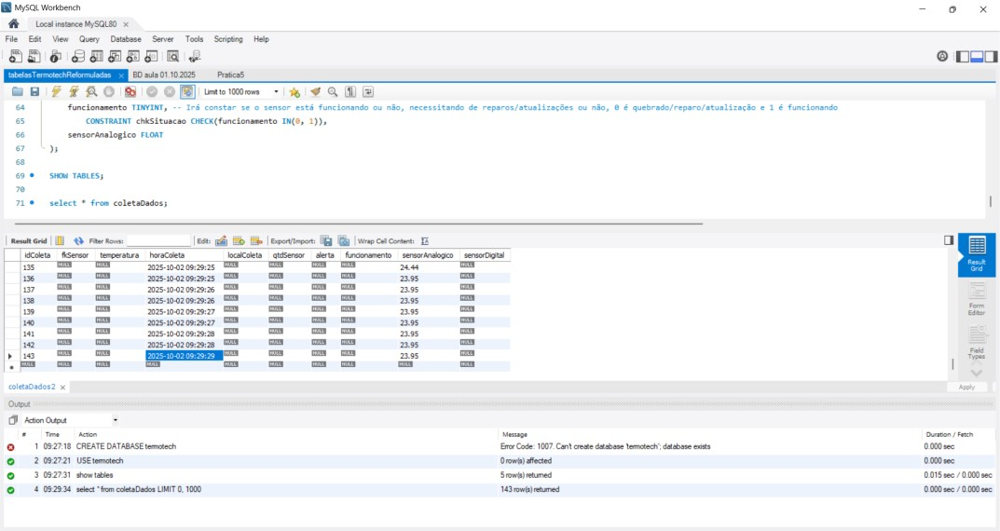 MySQL Workbench
Local instance MySQL80
File Edit View Query Database Server Tools Scripting Help
tabelasTermotechReformuladas BD aula 01.10.2025 Pratica5
Limit to 1000 rows
64 funcionamento TINYINT, -- Irá constar se o sensor está funcionando ou não, necessitando de reparos/atualizações ou não, 0 é quebrado/reparo/atualização e 1 é funcionando
65 CONSTRAINT chkSituacao CHECK(funcionamento IN(0, 1)),
66 sensorAnalogico FLOAT
67 );
68
69 SHOW TABLES;
70
71 select * from coletaDados;
Result Grid Filter Rows: Edit: Export/Import: Wrap Cell Content:
idColeta fkSensor temperatura horaColeta localColeta qtdSensor alerta funcionamento sensorAnalogico sensorDigital
135 NULL NULL 2025-10-02 09:29:25 NULL NULL NULL NULL 24.44 NULL
136 NULL NULL 2025-10-02 09:29:25 NULL NULL NULL NULL 23.95 NULL
137 NULL NULL 2025-10-02 09:29:26 NULL NULL NULL NULL 23.95 NULL
138 NULL NULL 2025-10-02 09:29:26 NULL NULL NULL NULL 23.95 NULL
139 NULL NULL 2025-10-02 09:29:27 NULL NULL NULL NULL 23.95 NULL
140 NULL NULL 2025-10-02 09:29:27 NULL NULL NULL NULL 23.95 NULL
141 NULL NULL 2025-10-02 09:29:28 NULL NULL NULL NULL 23.95 NULL
142 NULL NULL 2025-10-02 09:29:28 NULL NULL NULL NULL 23.95 NULL
143 NULL NULL 2025-10-02 09:29:29 NULL NULL NULL NULL 23.95 NULL
NULL NULL NULL NULL NULL NULL NULL NULL NULL NULL
Result
Grid
Form
Editor
Field
Types
coletaDados2 Apply
Output
Action Output
# Time Action Message Duration / Fetch
1 09:27:18 CREATE DATABASE termotech Error Code: 1007. Can't create database 'termotech'; database exists 0.000 sec
2 09:27:21 USE termotech 0 row(s) affected 0.000 sec
3 09:27:31 show tables 5 row(s) returned 0.015 sec / 0.000 sec
4 09:29:34 select * from coletaDados LIMIT 0, 1000 143 row(s) returned 0.000 sec / 0.000 sec